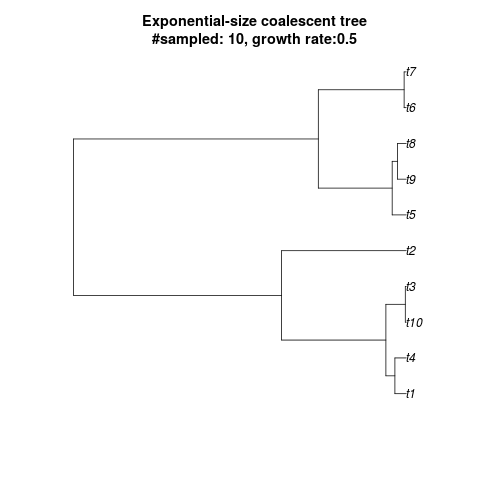 Exponential-size coalescent tree
#sampled: 10, growth rate:0.5
t7
t6
t8
t9
t5
t2
t3
t10
t4
t1